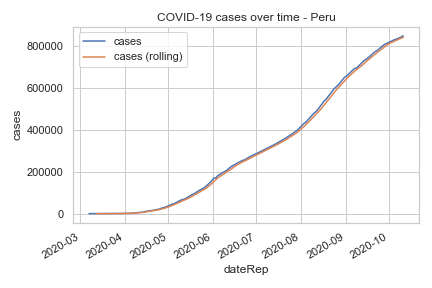 COVID-19 cases over time - Peru
cases
cases (rolling)
800000
600000
400000
200000
0
cases
2020-03
2020-04
2020-05
2020-06
2020-07
2020-08
2020-09
2020-10
dateRep